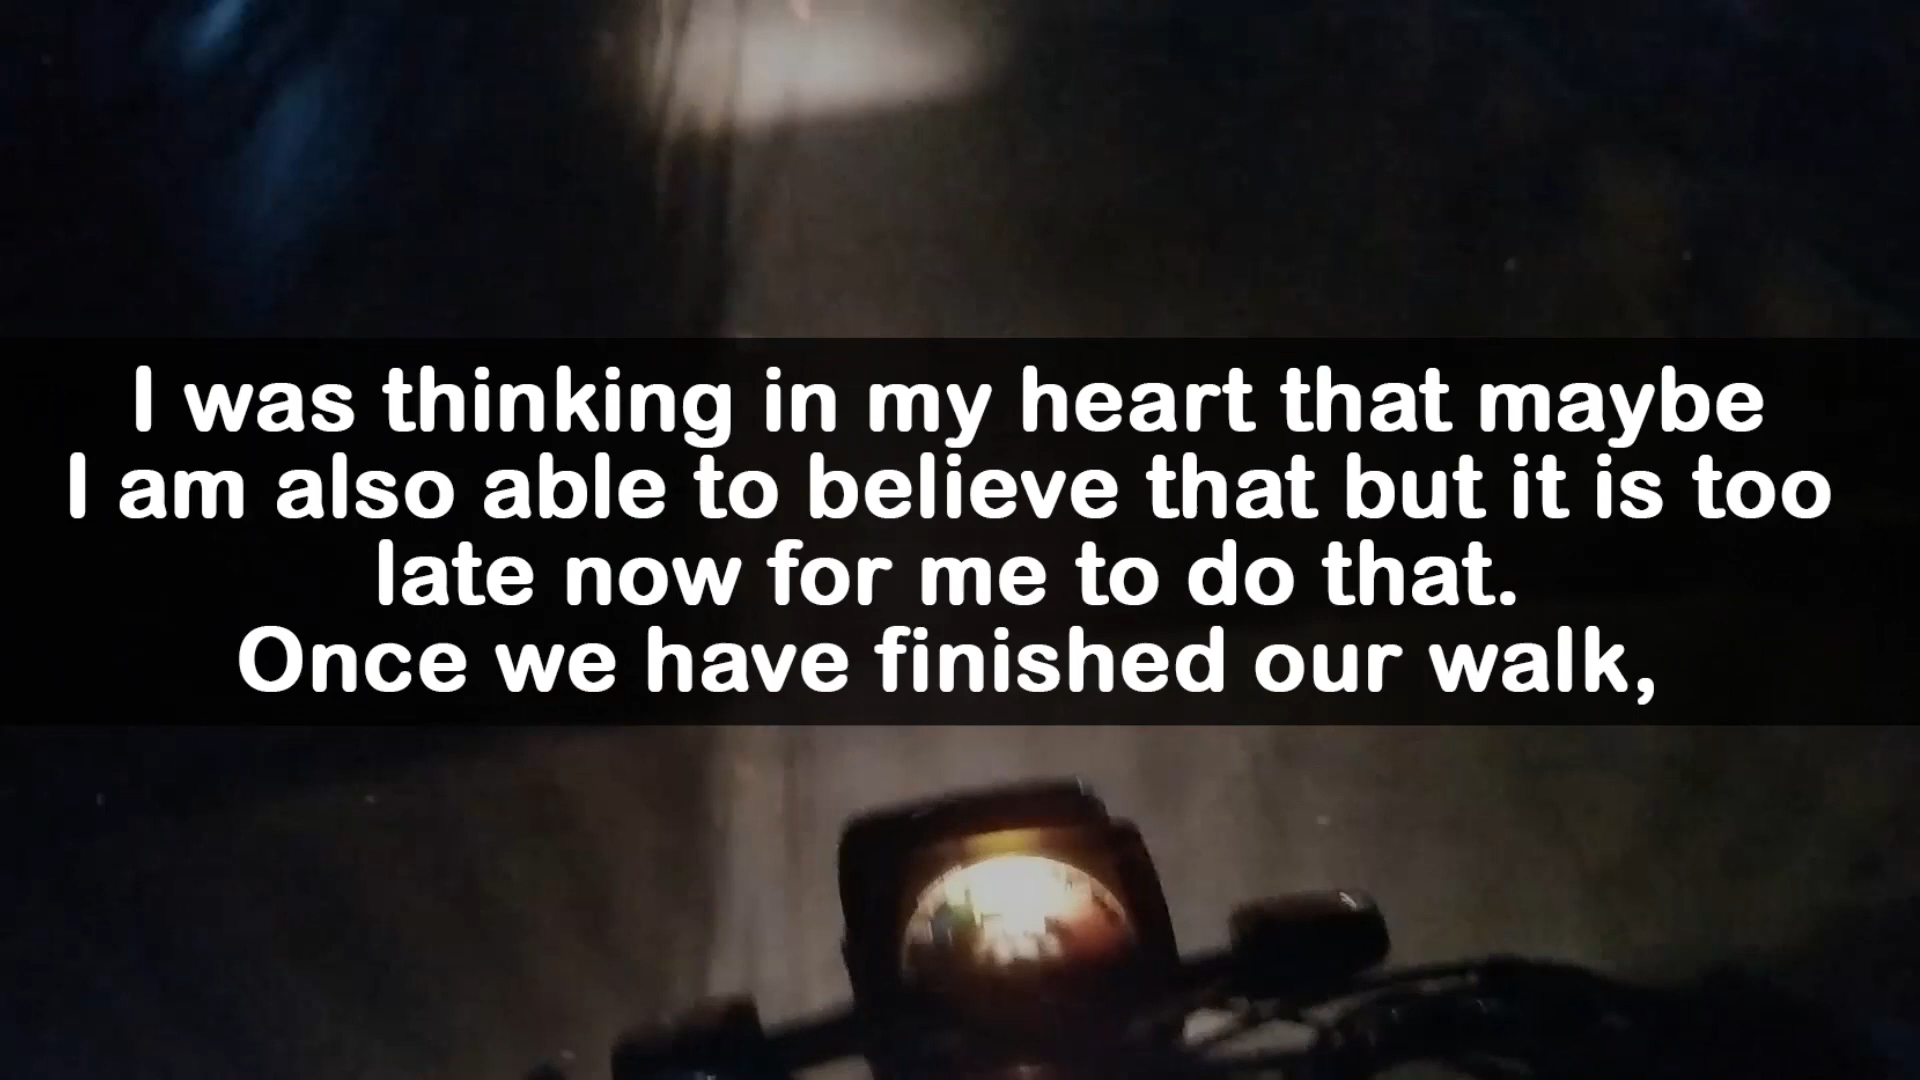 I was thinking in my heart that maybe
I am also able to believe that but it is too
late now for me to do that.
Once we have finished our walk,